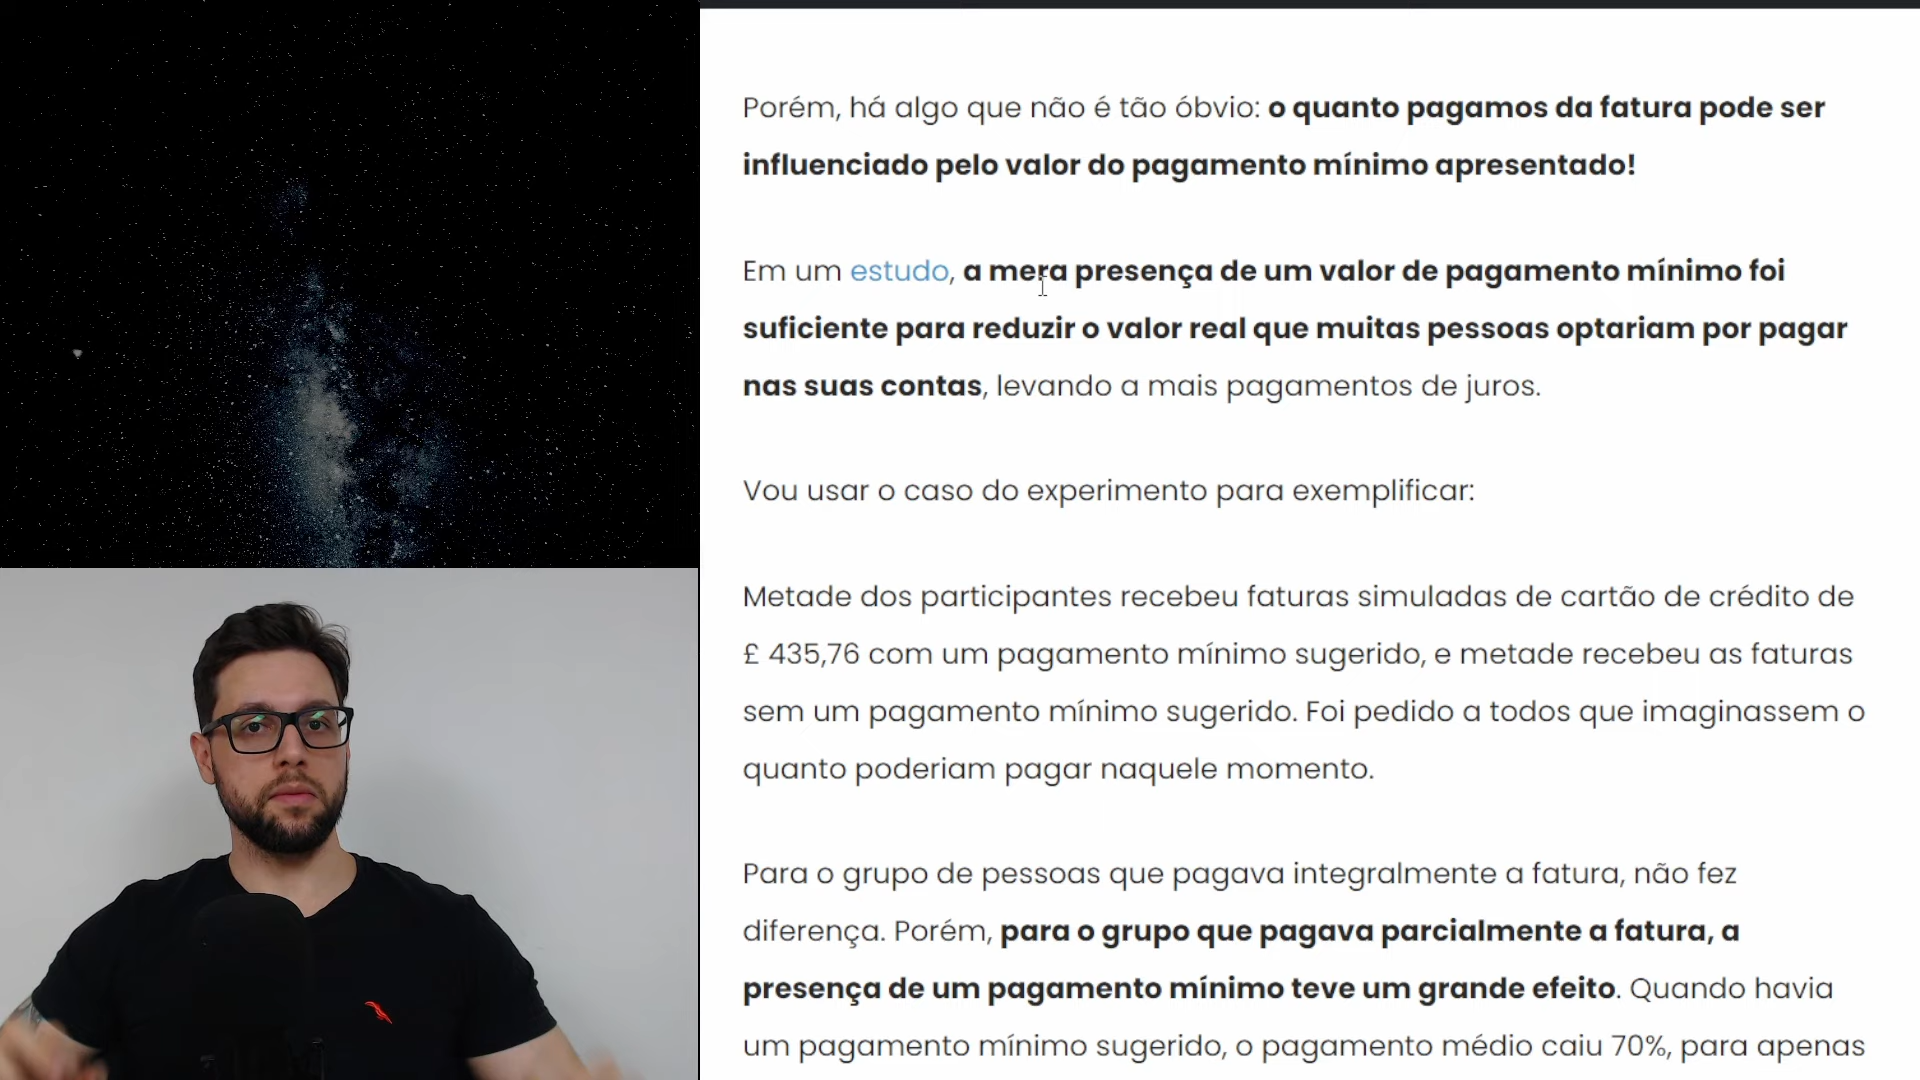 Porém, há algo que não é tão óbvio: o quanto pagamos da fatura pode ser
influenciado pelo valor do pagamento mínimo apresentado!
Em um estudo, a mera presença de um valor de pagamento mínimo foi
suficiente para reduzir o valor real que muitas pessoas optariam por pagar
nas suas contas, levando a mais pagamentos de juros.
Vou usar o caso do experimento para exemplificar:
Metade dos participantes recebeu faturas simuladas de cartão de crédito de
£ 435,76 com um pagamento mínimo sugerido, e metade recebeu as faturas
sem um pagamento mínimo sugerido. Foi pedido a todos que imaginassem o
quanto poderiam pagar naquele momento.
Para o grupo de pessoas que pagava integralmente a fatura, não fez
diferença. Porém, para o grupo que pagava parcialmente a fatura, a
presença de um pagamento mínimo teve um grande efeito. Quando havia
um pagamento mínimo sugerido, o pagamento médio caiu 70%, para apenas